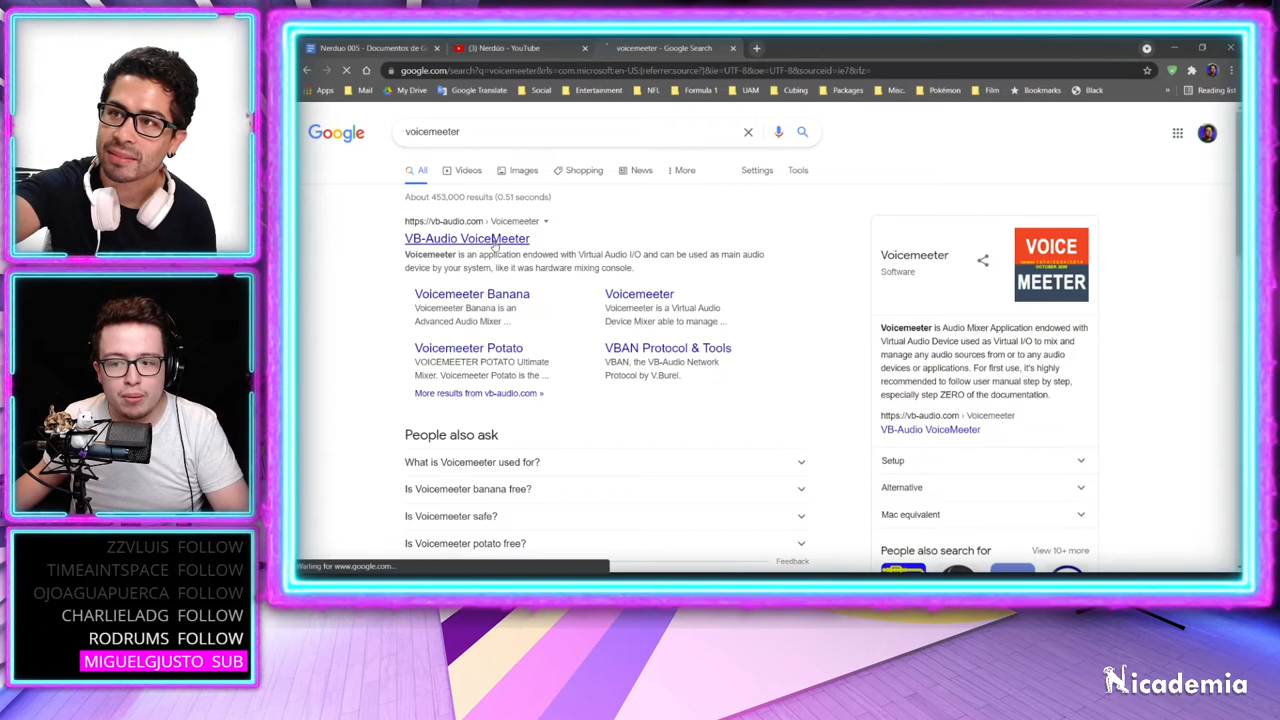 Nerduo 005 - Documentos de G
(3) Nerdúo - YouTube
voicemeeter - Google Search
google.com/search?q=voicemeeter&rls=com.microsoft:en-US:{referrer:source?}&ie=UTF-8&oe=UTF-8&sourceid=ie7&rlz=
Apps
Mail
My Drive
Google Translate
Social
Entertainment
NFL
Formula 1
UAM
Cubing
Packages
Misc.
Pokémon
Film
Bookmarks
Black
»
Reading list
Google
voicemeeter
All
Videos
Images
Shopping
News
More
Settings
Tools
About 453,000 results (0.51 seconds)
https://vb-audio.com › Voicemeeter
VB-Audio VoiceMeeter
Voicemeeter is an application endowed with Virtual Audio I/O and can be used as main audio
device by your system, like it was hardware mixing console.
Voicemeeter Banana
Voicemeeter Banana is an
Advanced Audio Mixer ...
Voicemeeter
Voicemeeter is a Virtual Audio
Device Mixer able to manage ...
Voicemeeter Potato
VOICEMEETER POTATO Ultimate
Mixer. Voicemeeter Potato is the ...
VBAN Protocol & Tools
VBAN, the VB-Audio Network
Protocol by V.Burel.
More results from vb-audio.com »
People also ask
What is Voicemeeter used for?
Is Voicemeeter banana free?
Is Voicemeeter safe?
Is Voicemeeter potato free?
Feedback
Waiting for www.google.com...
Voicemeeter
Software
VOICE
OCTOBER 2020
MEETER
Voicemeeter is Audio Mixer Application endowed with
Virtual Audio Device used as Virtual I/O to mix and
manage any audio sources from or to any audio
devices or applications. For first use, it's highly
recommended to follow user manual step by step,
especially step ZERO of the documentation.
https://vb-audio.com › Voicemeeter
VB-Audio VoiceMeeter
Setup
Alternative
Mac equivalent
People also search for
View 10+ more
ZZVLUIS FOLLOW
TIMEAINTSPACE FOLLOW
OJOAGUAPUERCA FOLLOW
CHARLIELADG FOLLOW
RODRUMS FOLLOW
MIGUELGJUSTO SUB
Nicademia